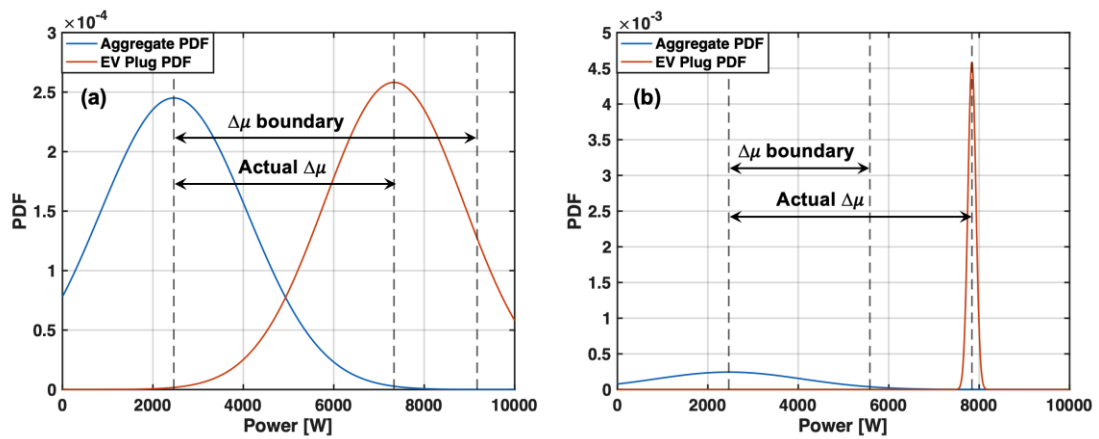 ×10⁻⁴
3
2.5
2
1.5
1
0.5
0
PDF
Aggregate PDF
EV Plug PDF
(a)
Δμ boundary
Actual Δμ
0 2000 4000 6000 8000 10000
Power [W]
×10⁻³
5
4.5
4
3.5
3
2.5
2
1.5
1
0.5
0
PDF
Aggregate PDF
EV Plug PDF
(b)
Δμ boundary
Actual Δμ
0 2000 4000 6000 8000 10000
Power [W]